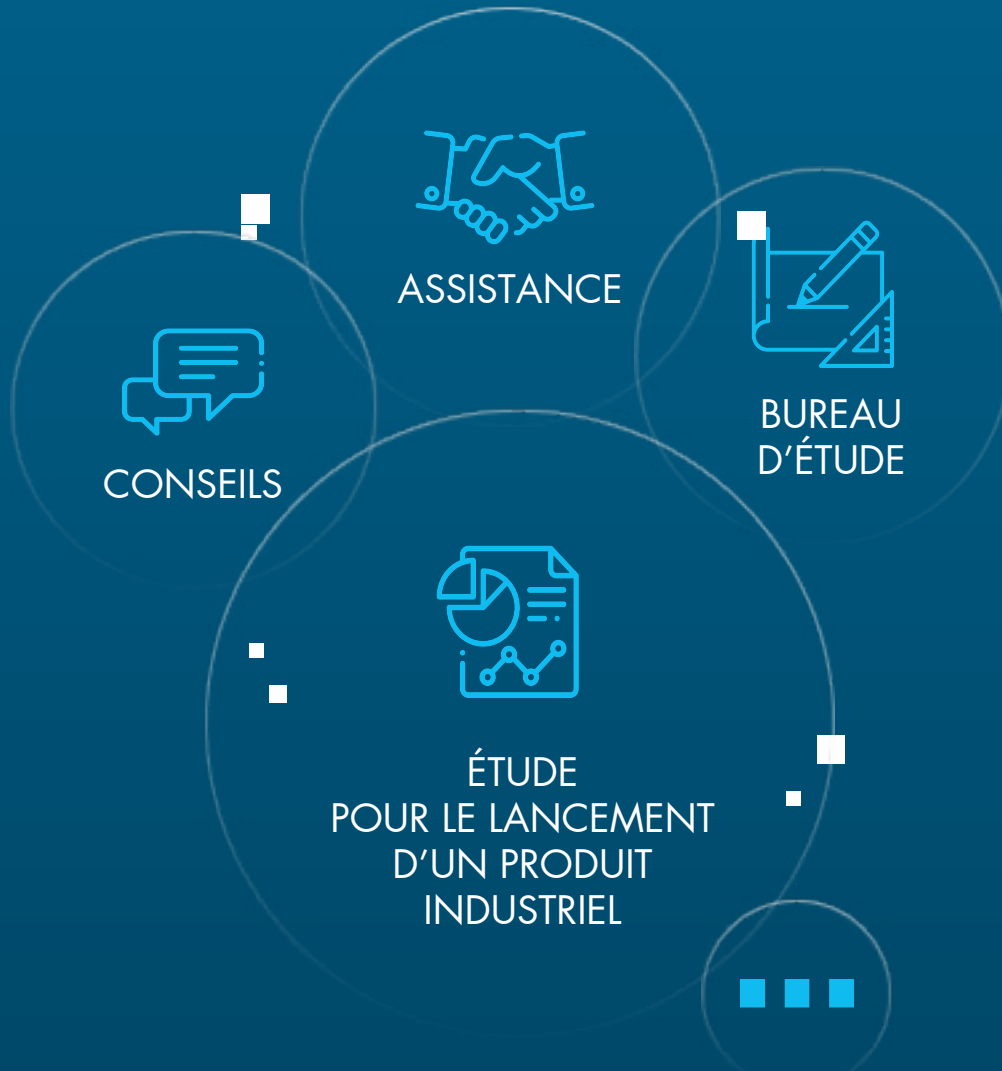 ASSISTANCE
BUREAU
D’ÉTUDE
CONSEILS
ÉTUDE
POUR LE LANCEMENT
D’UN PRODUIT
INDUSTRIEL